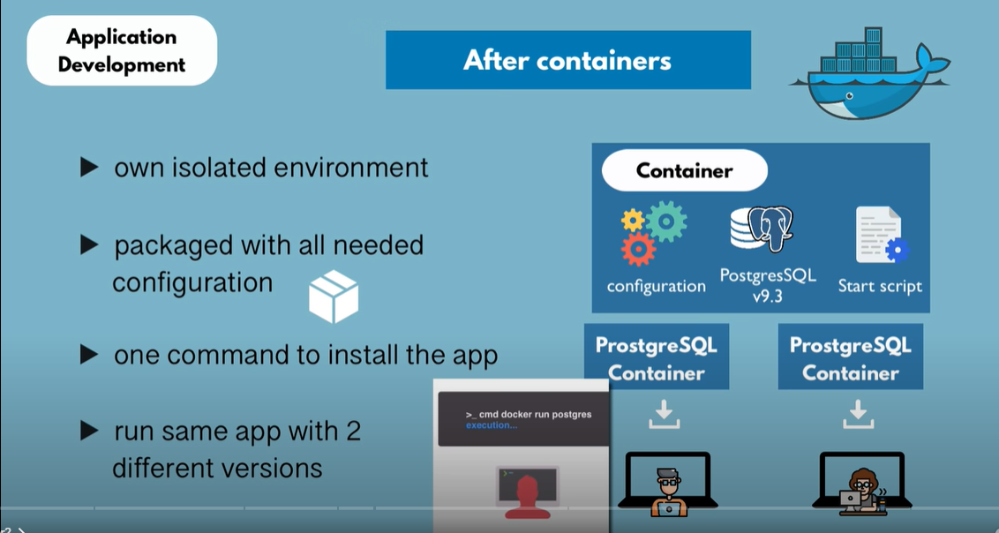 Application
Development
After containers
own isolated environment
packaged with all needed
configuration
one command to install the app
run same app with 2
different versions
Container
configuration
PostgresSQL
v9.3
Start script
ProstgreSQL
Container
ProstgreSQL
Container
>_ cmd docker run postgres
execution...